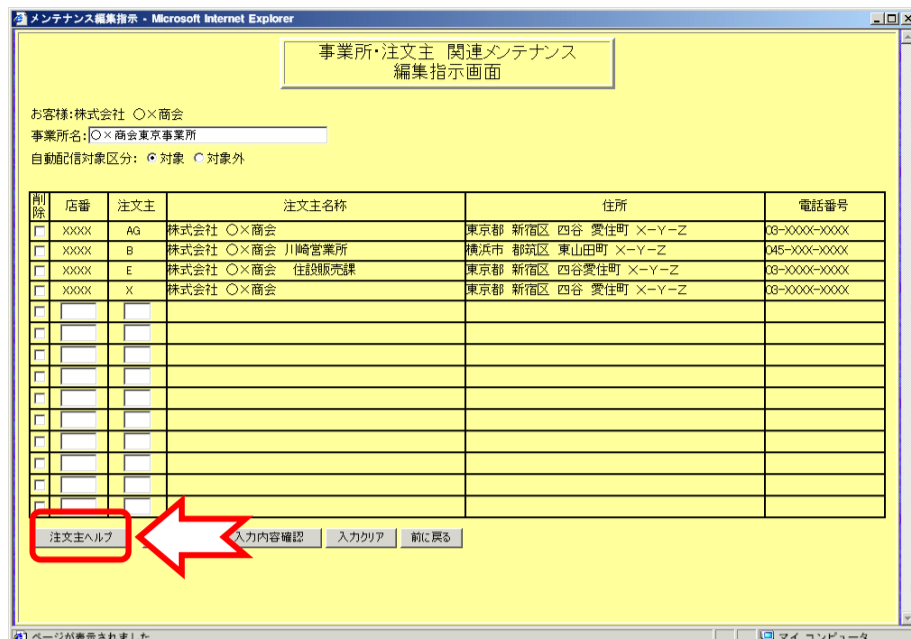 メンテナンス編集指示 - Microsoft Internet Explorer
事業所・注文主 関連メンテナンス
編集指示画面
お客様:株式会社 ○×商会
事業所名: ○×商会東京事業所
自動配信対象区分: 対象 対象外
削除 店番 注文主 注文主名称 住所 電話番号
XXXX AG 株式会社 ○×商会 東京都 新宿区 四谷 愛住町 X-Y-Z 03-XXXX-XXXX
XXXX B 株式会社 ○×商会 川崎営業所 横浜市 都筑区 東山田町 X-Y-Z 045-XXXX-XXXX
XXXX E 株式会社 ○×商会 住設販売課 東京都 新宿区 四谷愛住町 X-Y-Z 03-XXXX-XXXX
XXXX X 株式会社 ○×商会 東京都 新宿区 四谷 愛住町 X-Y-Z 03-XXXX-XXXX
注文主ヘルプ 入力内容確認 入力クリア 前に戻る
ページが表示されました マイ コンピュータ